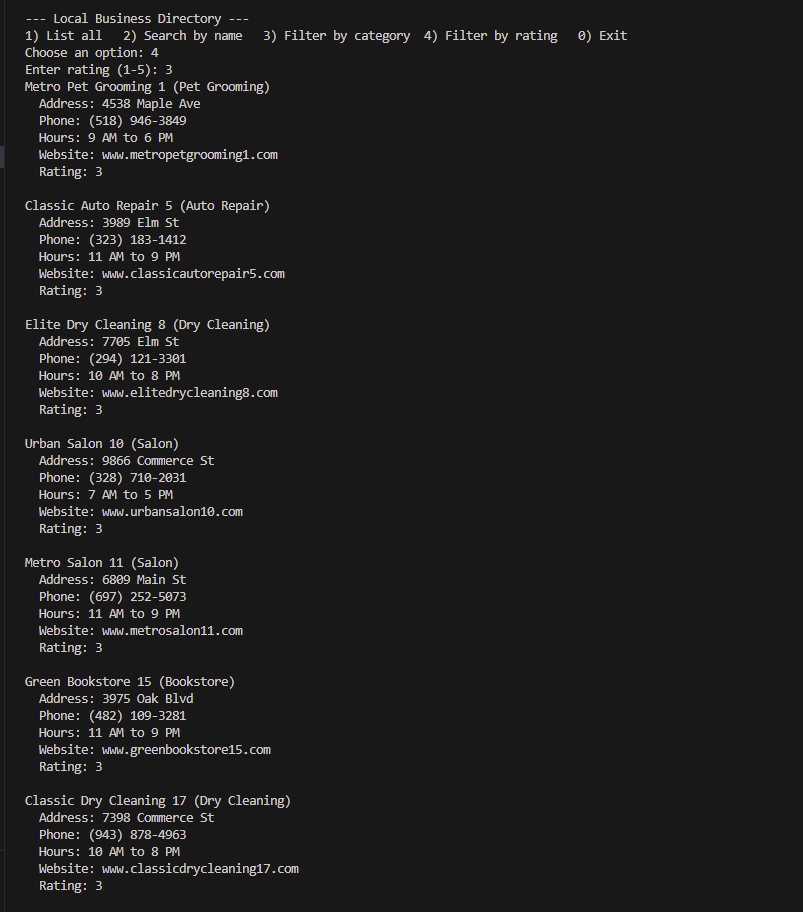 --- Local Business Directory ---
1) List all   2) Search by name   3) Filter by category  4) Filter by rating   0) Exit
Choose an option: 4
Enter rating (1-5): 3
Metro Pet Grooming 1 (Pet Grooming)
  Address: 4538 Maple Ave
  Phone: (518) 946-3849
  Hours: 9 AM to 6 PM
  Website: www.metropetgrooming1.com
  Rating: 3

Classic Auto Repair 5 (Auto Repair)
  Address: 3989 Elm St
  Phone: (323) 183-1412
  Hours: 11 AM to 9 PM
  Website: www.classicautorepair5.com
  Rating: 3

Elite Dry Cleaning 8 (Dry Cleaning)
  Address: 7705 Elm St
  Phone: (294) 121-3301
  Hours: 10 AM to 8 PM
  Website: www.elitedrycleaning8.com
  Rating: 3

Urban Salon 10 (Salon)
  Address: 9866 Commerce St
  Phone: (328) 710-2031
  Hours: 7 AM to 5 PM
  Website: www.urbansalon10.com
  Rating: 3

Metro Salon 11 (Salon)
  Address: 6809 Main St
  Phone: (697) 252-5073
  Hours: 11 AM to 9 PM
  Website: www.metrosalon11.com
  Rating: 3

Green Bookstore 15 (Bookstore)
  Address: 3975 Oak Blvd
  Phone: (482) 109-3281
  Hours: 11 AM to 9 PM
  Website: www.greenbookstore15.com
  Rating: 3

Classic Dry Cleaning 17 (Dry Cleaning)
  Address: 7398 Commerce St
  Phone: (943) 878-4963
  Hours: 10 AM to 8 PM
  Website: www.classicdrycleaning17.com
  Rating: 3